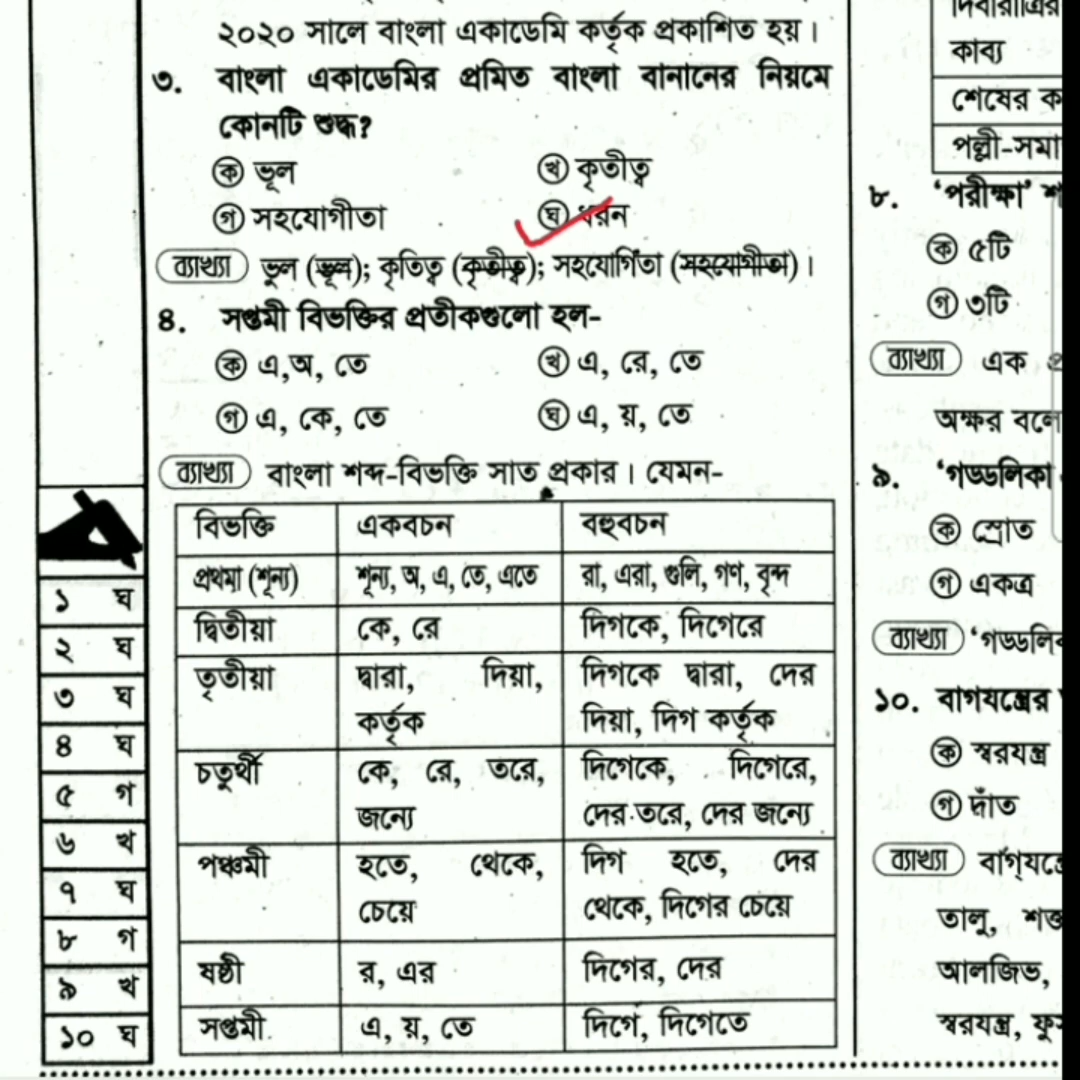 ২০২০ সালে বাংলা একাডেমি কর্তৃক প্রকাশিত হয়।
৩. বাংলা একাডেমির প্রমিত বাংলা বানানের নিয়মে
কোনটি শুদ্ধ?
ক ভূল খ কৃতীত্ব
গ সহযোগীতা ঘ ধরন
ব্যাখ্যা ভুল (ভূল); কৃতিত্ব (কৃতীত্ব); সহযোগিতা (সহযোগীতা)।
৪. সপ্তমী বিভক্তির প্রতীকগুলো হল-
ক এ,অ, তে খ এ, রে, তে
গ এ, কে, তে ঘ এ, য়, তে
ব্যাখ্যা বাংলা শব্দ-বিভক্তি সাত প্রকার। যেমন-
বিভক্তি একবচন বহুবচন
প্রথমা (শূন্য) শূন্য, অ, এ, তে, এতে রা, এরা, গুলি, গণ, বৃন্দ
দ্বিতীয়া কে, রে দিগকে, দিগেরে
তৃতীয়া দ্বারা, দিয়া, দিগকে দ্বারা, দের
কর্তৃক দিয়া, দিগ কর্তৃক
চতুর্থী কে, রে, তরে, দিগেকে, দিগেরে,
জন্যে দের তরে, দের জন্যে
পঞ্চমী হতে, থেকে, দিগ হতে, দের
চেয়ে থেকে, দিগের চেয়ে
ষষ্ঠী র, এর দিগের, দের
সপ্তমী এ, য়, তে দিগে, দিগেতে
১ ঘ
২ ঘ
৩ ঘ
৪ ঘ
৫ গ
৬ খ
৭ ঘ
৮ গ
৯ খ
১০ ঘ
কাব্য
শেষের ক
পল্লী-সমা
৮. ‘পরীক্ষা’ শ
ক ৫টি
গ ৩টি
ব্যাখ্যা এক
অক্ষর বলে
৯. ‘গড্ডলিকা
ক স্রোত
গ একত্র
ব্যাখ্যা ‘গড্ডলিক
১০. বাগযন্ত্রের
ক স্বরযন্ত্র
গ দাঁত
ব্যাখ্যা বাগ্‌যন্ত্রে
তালু, শক্ত
আলজিভ,
স্বরযন্ত্র, ফু